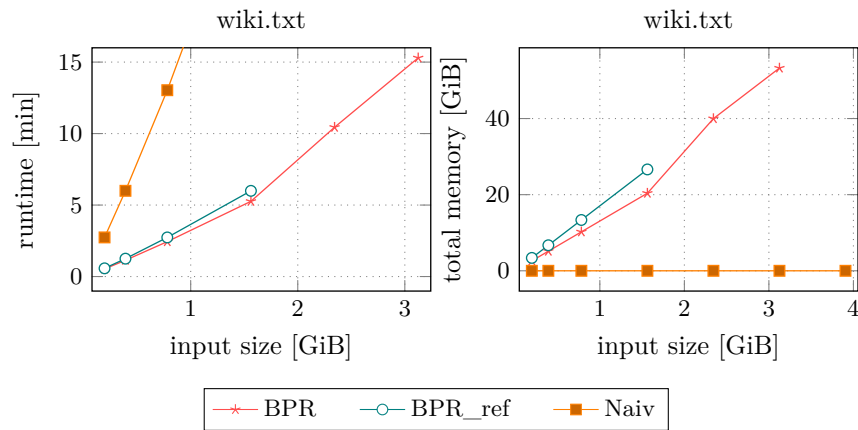 wiki.txt
runtime [min]
15
10
5
0
1
2
3
input size [GiB]
wiki.txt
total memory [GiB]
40
20
0
1
2
3
4
input size [GiB]
BPR
BPR_ref
Naiv